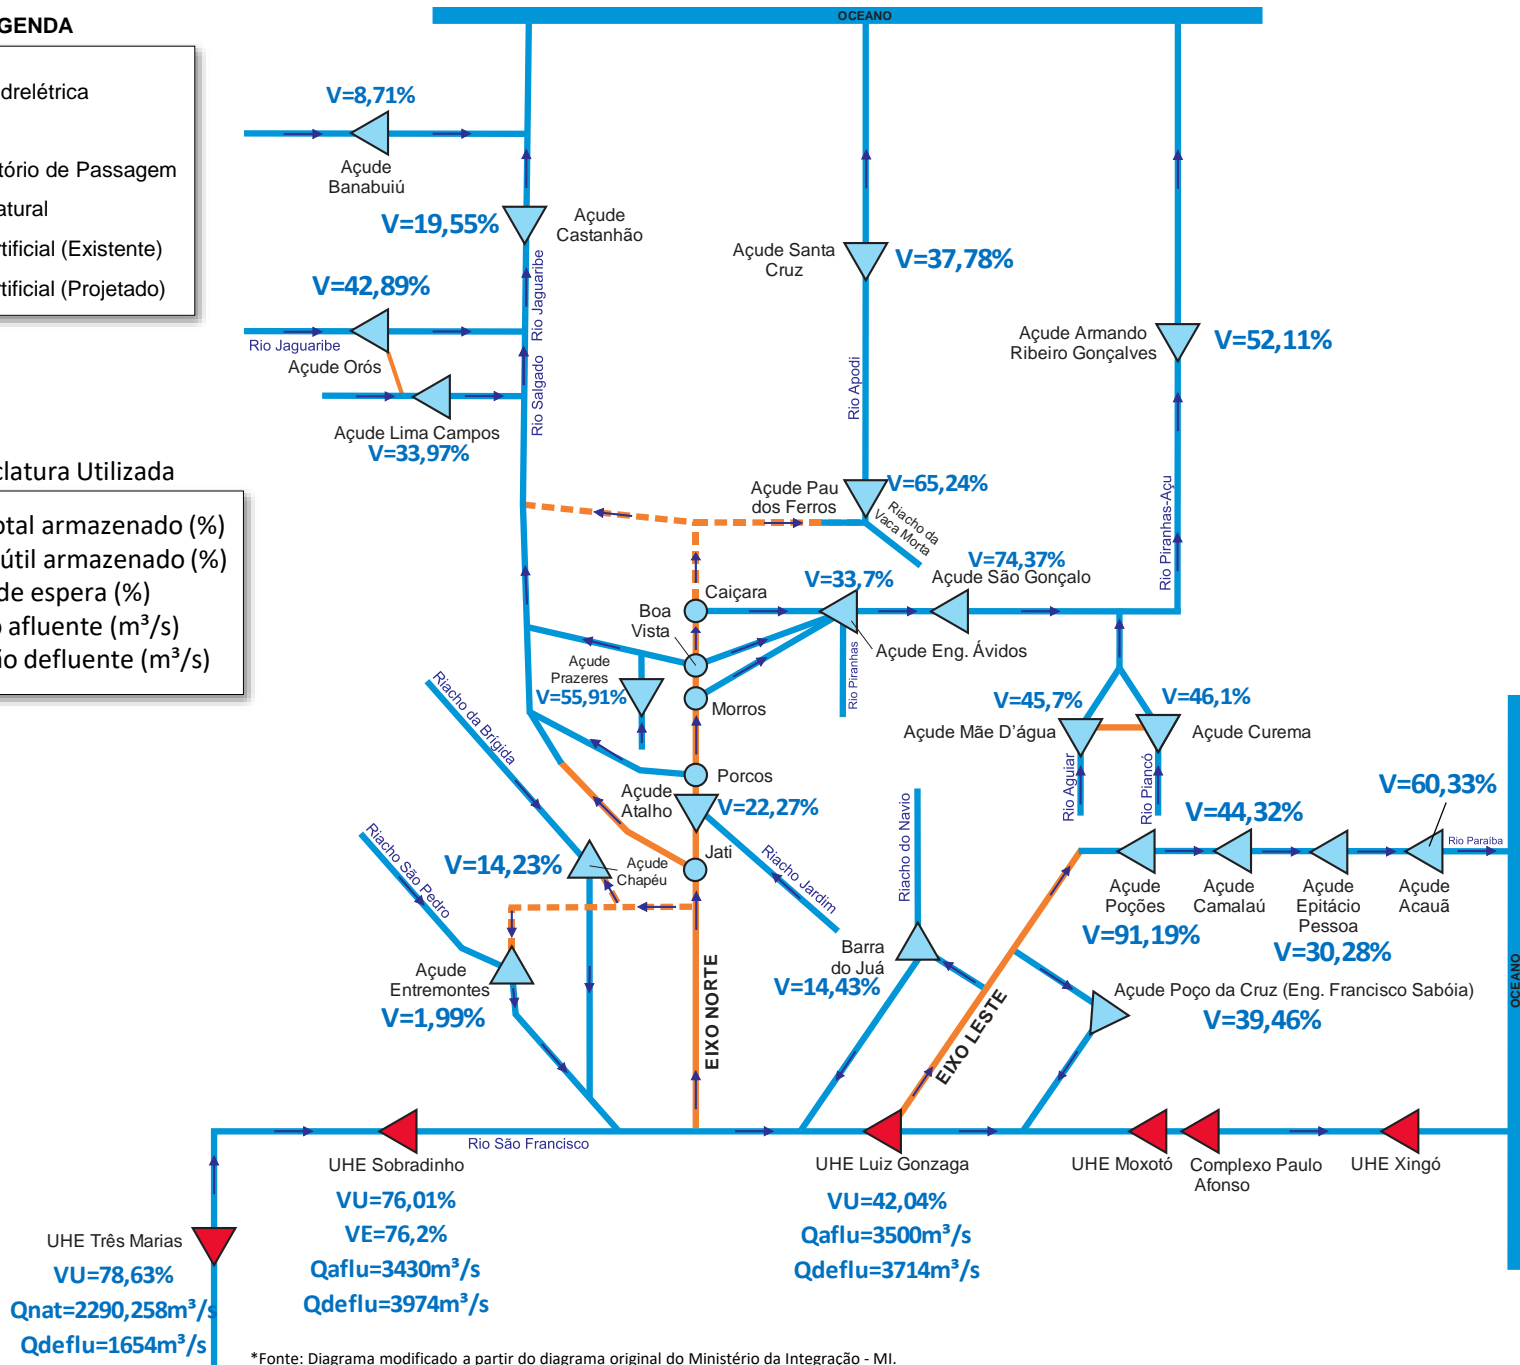 OCEANO
GENDA
drelétrica
tório de Passagem
atural
rtificial (Existente)
rtificial (Projetado)
V=8,71%
Açude
Banabuiú
V=19,55%
Açude
Castanhão
Rio Jaguaribe
V=42,89%
Rio Jaguaribe
Açude Orós
Rio Salgado
Açude Lima Campos
V=33,97%
Açude Santa
Cruz
V=37,78%
Rio Apodi
Açude Armando
Ribeiro Gonçalves
V=52,11%
Rio Piranhas-Açu
clatura Utilizada
otal armazenado (%)
útil armazenado (%)
de espera (%)
o afluente (m³/s)
ão defluente (m³/s)
Açude Pau
dos Ferros
V=65,24%
Riacho da
Vaca Morta
V=74,37%
Açude São Gonçalo
V=33,7%
Caiçara
Boa
Vista
Açude Eng. Ávidos
Rio Piranhas
Açude
Prazeres
V=55,91%
Morros
Riacho da Brígida
Porcos
Açude
Atalho
V=22,27%
Jati
Riacho Jardim
Riacho São Pedro
V=14,23%
Açude
Chapéu
Açude
Entremontes
V=1,99%
EIXO NORTE
V=45,7%
V=46,1%
Açude Mãe D'água
Açude Curema
Rio Aguiar
Rio Piancó
V=60,33%
V=44,32%
Rio Paraíba
Açude
Poções
V=91,19%
Açude
Camalaú
Açude
Epitácio
Pessoa
V=30,28%
Açude
Acauã
Riacho do Navio
Barra
do Juá
V=14,43%
EIXO LESTE
Açude Poço da Cruz (Eng. Francisco Sabóia)
V=39,46%
OCEANO
Rio São Francisco
UHE Sobradinho
VU=76,01%
VE=76,2%
Qaflu=3430m³/s
Qdeflu=3974m³/s
UHE Luiz Gonzaga
VU=42,04%
Qaflu=3500m³/s
Qdeflu=3714m³/s
UHE Moxotó
Complexo Paulo
Afonso
UHE Xingó
UHE Três Marias
VU=78,63%
Qnat=2290,258m³/s
Qdeflu=1654m³/s
*Fonte: Diagrama modificado a partir do diagrama original do Ministério da Integração - MI.